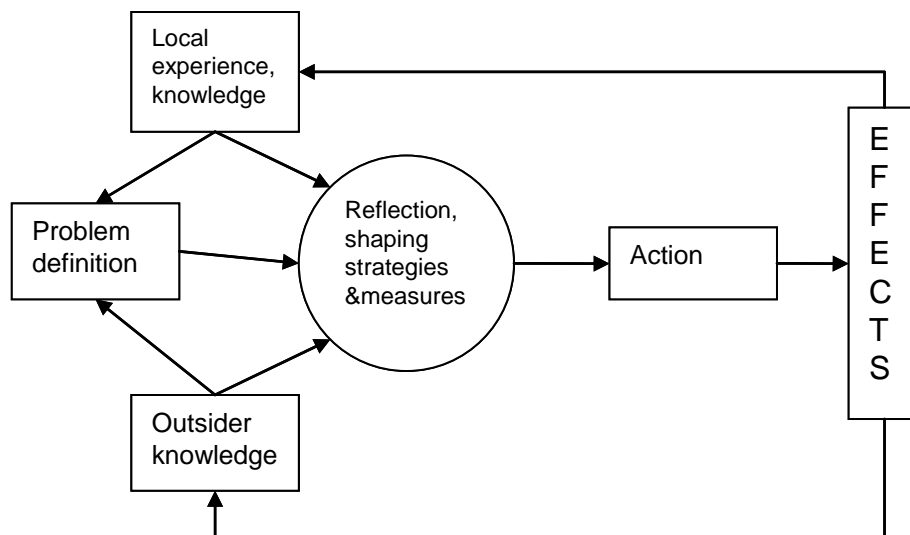 Local
experience,
knowledge
Problem
definition
Reflection,
shaping
strategies
&measures
Action
E
F
F
E
C
T
S
Outsider
knowledge